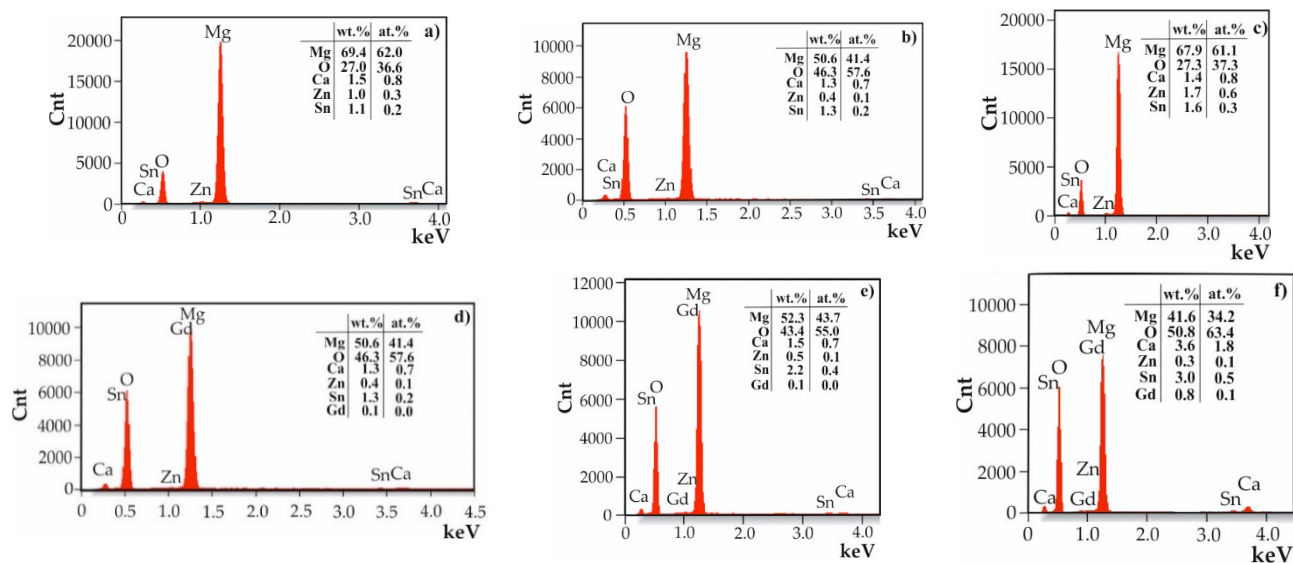 a)
Cnt
20000
15000
10000
5000
0
Mg
Sn O
Ca
Zn
Sn Ca
wt.% at.%
Mg 69.4 62.0
O 27.0 36.6
Ca 1.5 0.8
Zn 1.0 0.3
Sn 1.1 0.2
0 1.0 2.0 3.0 4.0
keV
b)
Cnt
10000
8000
6000
4000
2000
0
Mg
O
Ca
Sn
Zn
Sn Ca
wt.% at.%
Mg 50.6 41.4
O 46.3 57.6
Ca 1.3 0.7
Zn 0.4 0.1
Sn 1.3 0.2
0 0.5 1.0 1.5 2.0 2.5 3.0 3.5 4.0
keV
c)
Cnt
20000
15000
10000
5000
0
Mg
O
Sn
Ca
Zn
wt.% at.%
Mg 67.9 61.1
O 27.3 37.3
Ca 1.4 0.8
Zn 1.7 0.6
Sn 1.6 0.3
0 1.0 2.0 3.0 4.0
keV
d)
Cnt
10000
8000
6000
4000
2000
0
Mg
Gd
O
Sn
Ca
Zn
SnCa
wt.% at.%
Mg 50.6 41.4
O 46.3 57.6
Ca 1.3 0.7
Zn 0.4 0.1
Sn 1.3 0.2
Gd 0.1 0.0
0 0.5 1.0 1.5 2.0 2.5 3.0 3.5 4.0 4.5
keV
e)
Cnt
12000
10000
8000
6000
4000
2000
0
Mg
Gd
Sn O
Zn
Ca Gd
Sn Ca
wt.% at.%
Mg 52.3 43.7
O 43.4 55.0
Ca 1.5 0.7
Zn 0.5 0.1
Sn 2.2 0.4
Gd 0.1 0.0
0 1.0 2.0 3.0 4.0
keV
f)
Cnt
10000
8000
6000
4000
2000
0
Mg
Gd
O
Sn
Zn
Ca Gd
Ca
Sn
wt.% at.%
Mg 41.6 34.2
O 50.8 63.4
Ca 3.6 1.8
Zn 0.3 0.1
Sn 3.0 0.5
Gd 0.8 0.1
0 1.0 2.0 3.0 4.0
keV